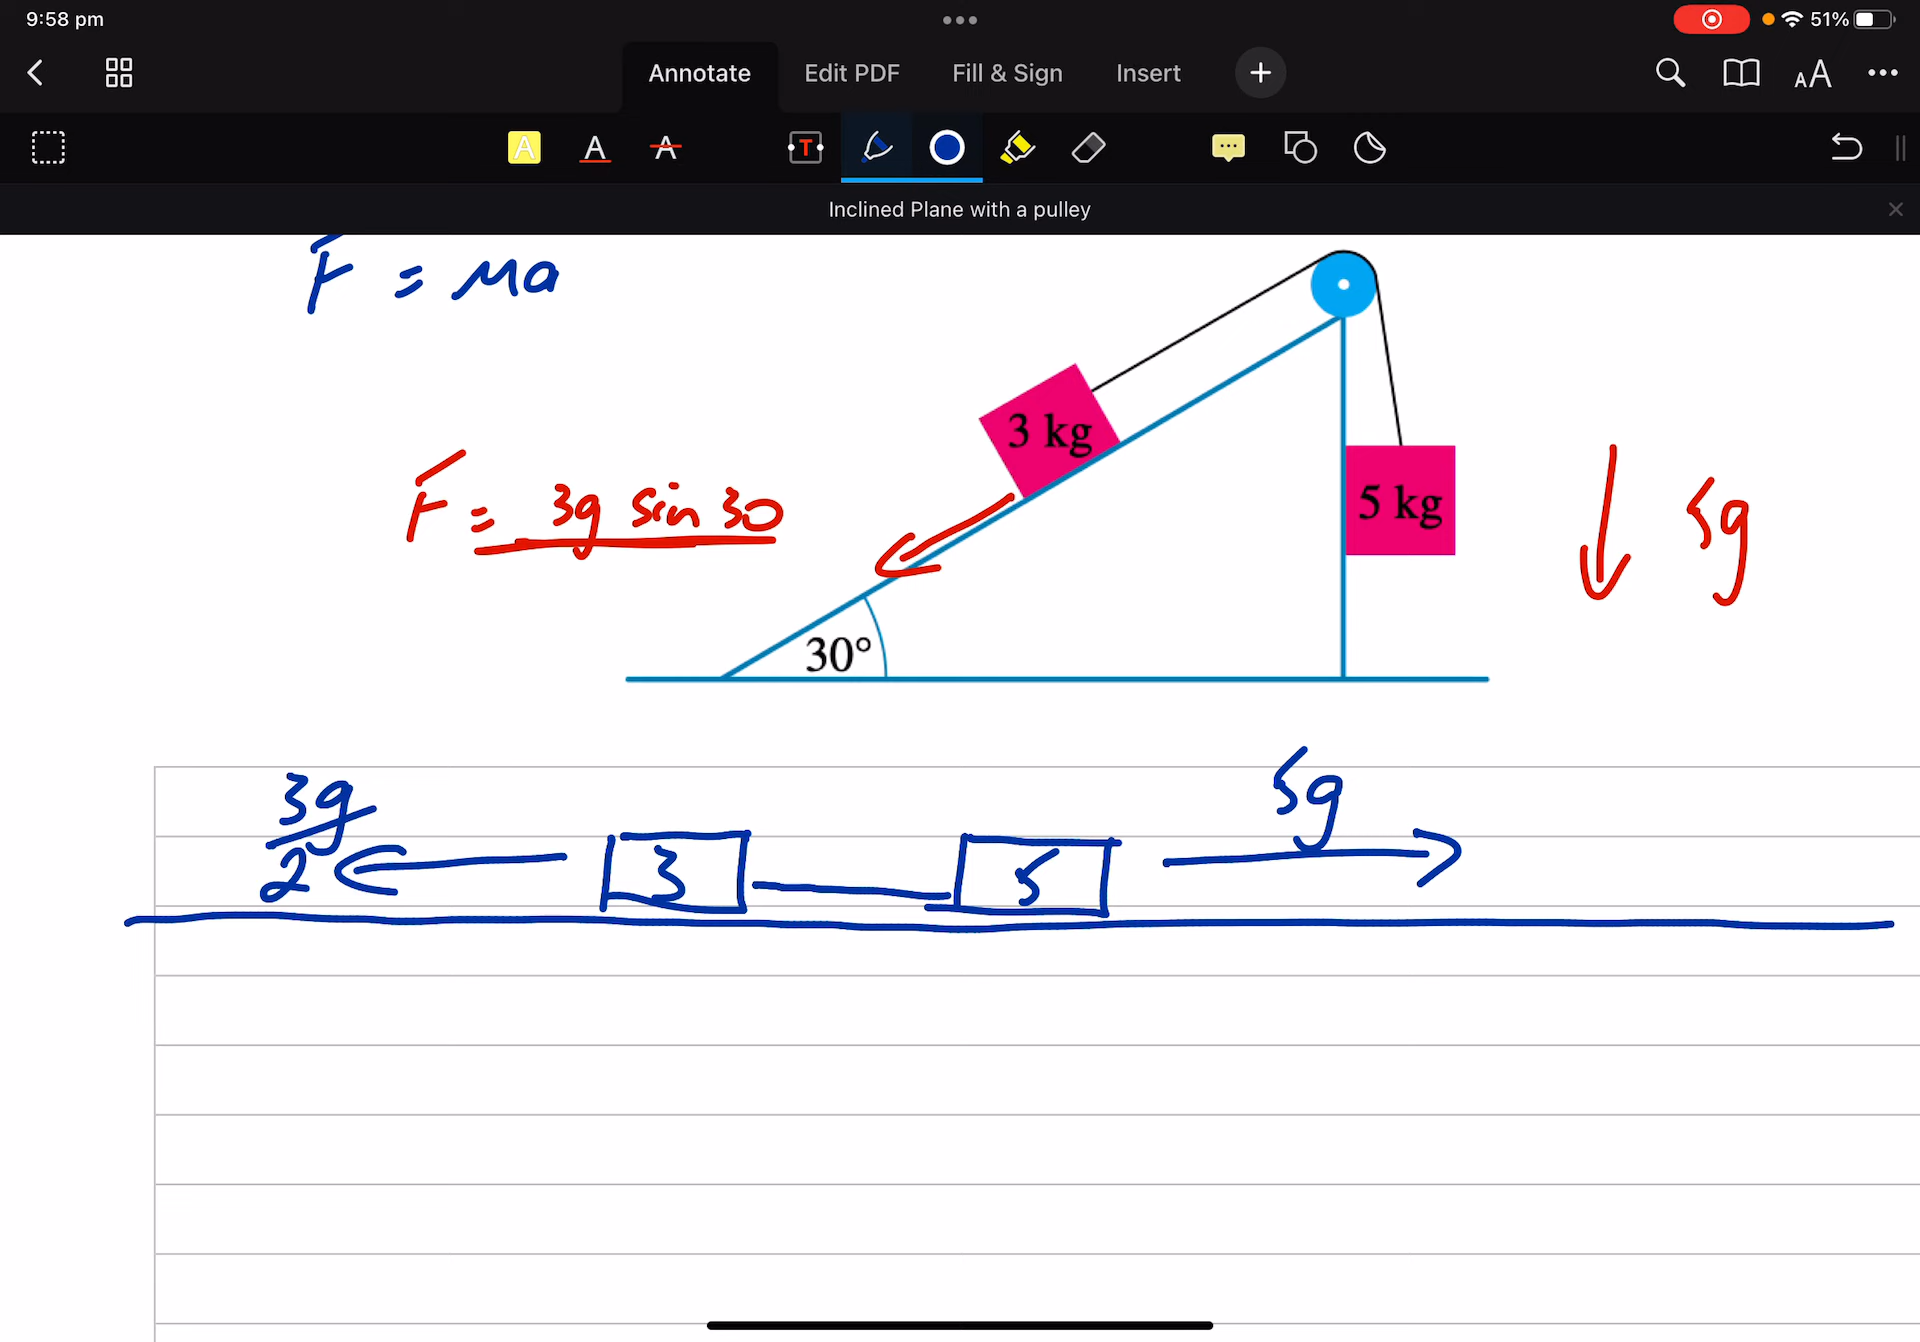 9:58 pm
51%
Annotate
Edit PDF
Fill & Sign
Insert
Inclined Plane with a pulley
F = Ma
3 kg
F = 3g sin 30
5 kg
5g
30°
3g
2
3
5
5g